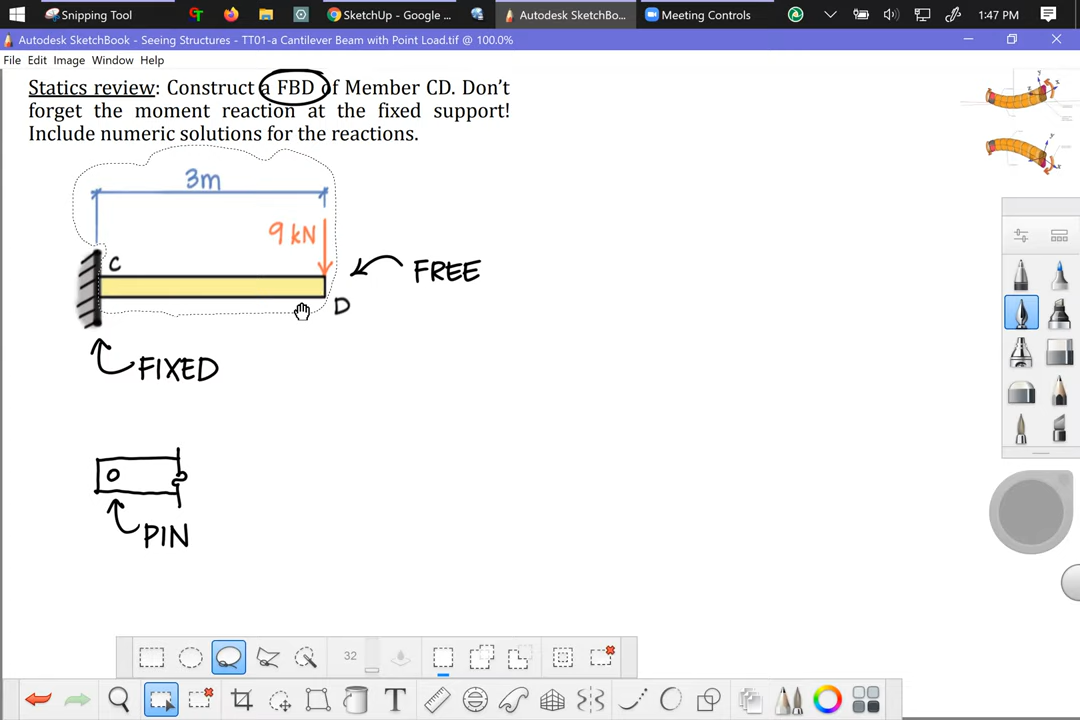 Snipping Tool
SketchUp - Google ...
Autodesk SketchBo...
Meeting Controls
1:47 PM
Autodesk SketchBook - Seeing Structures - TT01-a Cantilever Beam with Point Load.tif @ 100.0%
File Edit Image Window Help
Statics review: Construct a FBD of Member CD. Don't
forget the moment reaction at the fixed support!
Include numeric solutions for the reactions.
3m
9 kN
C
FREE
D
FIXED
PIN
32
T